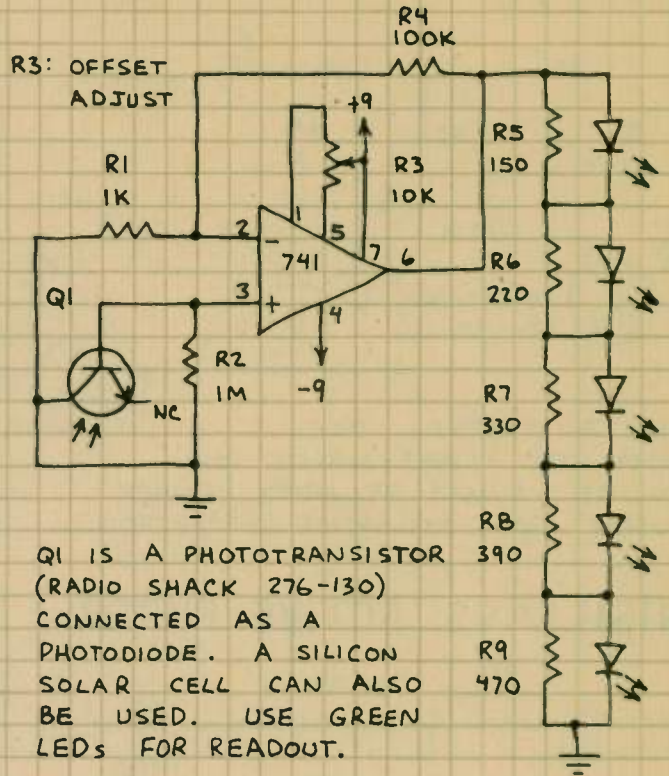 R4
100K
R3: OFFSET
ADJUST
+9
R1
1K
R3
10K
R5
150
1
5
7
2
-
741
6
3
+
4
Q1
R2
1M
-9
NC
R6
220
R7
330
R8
390
R9
470
Q1 IS A PHOTOTRANSISTOR
(RADIO SHACK 276-130)
CONNECTED AS A
PHOTODIODE. A SILICON
SOLAR CELL CAN ALSO
BE USED. USE GREEN
LEDs FOR READOUT.